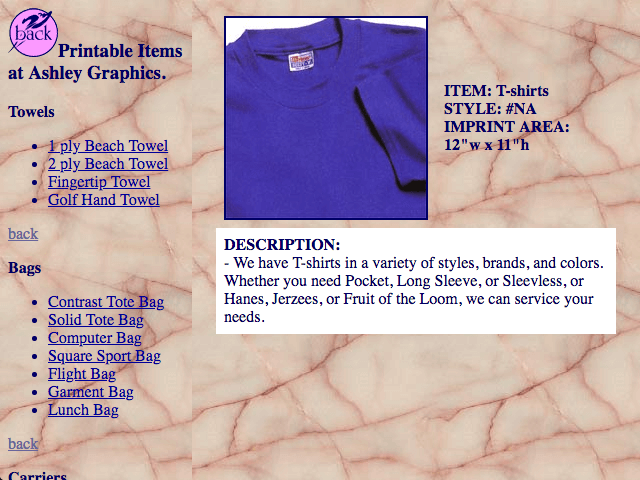 back
Printable Items
at Ashley Graphics.
Towels
1 ply Beach Towel
2 ply Beach Towel
Fingertip Towel
Golf Hand Towel
back
Bags
Contrast Tote Bag
Solid Tote Bag
Computer Bag
Square Sport Bag
Flight Bag
Garment Bag
Lunch Bag
back
Carriers
ITEM: T-shirts
STYLE: #NA
IMPRINT AREA:
12"w x 11"h
DESCRIPTION:
- We have T-shirts in a variety of styles, brands, and colors.
Whether you need Pocket, Long Sleeve, or Sleevless, or
Hanes, Jerzees, or Fruit of the Loom, we can service your
needs.